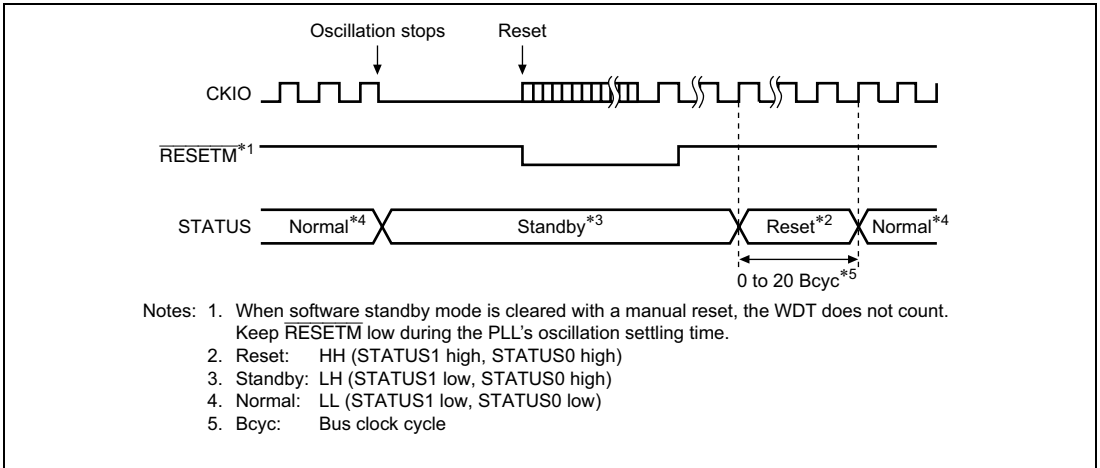 Oscillation stops Reset
CKIO
RESETM*1
STATUS Normal*4 Standby*3 Reset*2 Normal*4
0 to 20 Bcyc*5
Notes: 1. When software standby mode is cleared with a manual reset, the WDT does not count.
Keep RESETM low during the PLL's oscillation settling time.
2. Reset: HH (STATUS1 high, STATUS0 high)
3. Standby: LH (STATUS1 low, STATUS0 high)
4. Normal: LL (STATUS1 low, STATUS0 low)
5. Bcyc: Bus clock cycle